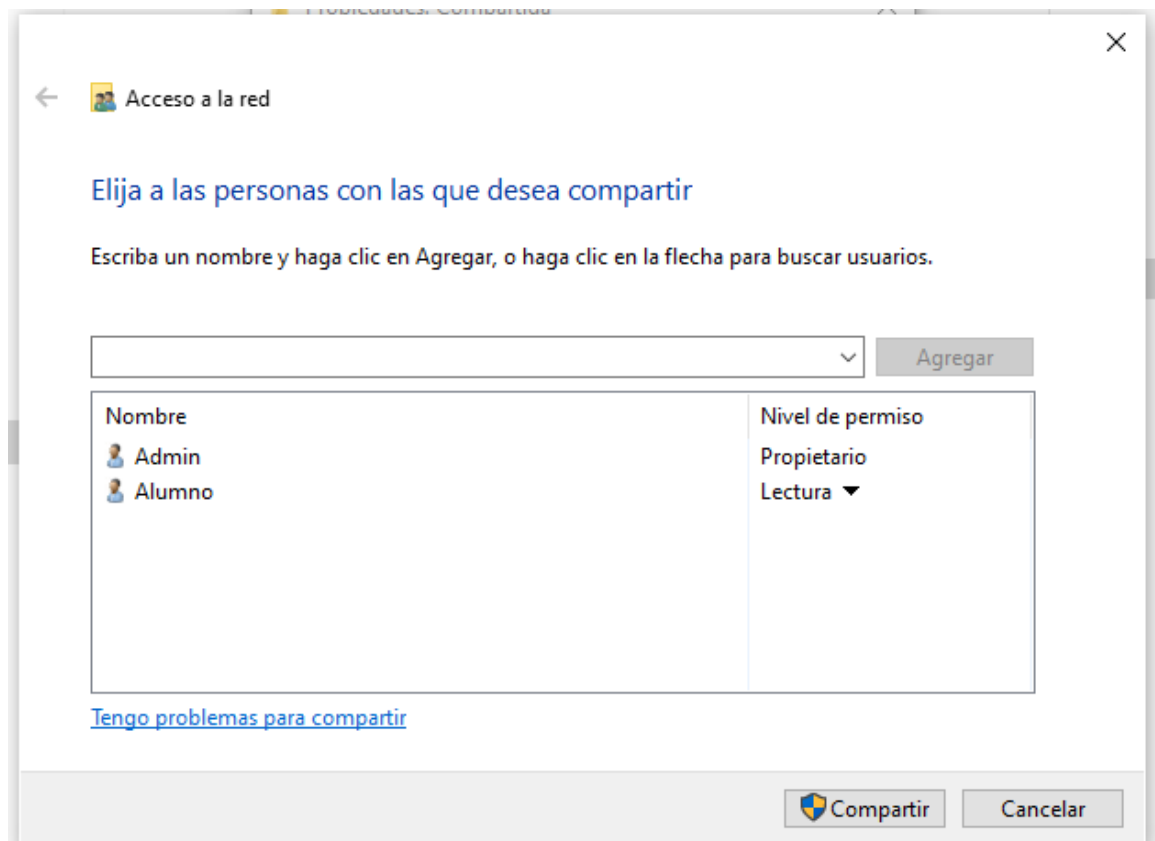 Propiedades: Compartida
Acceso a la red
Elija a las personas con las que desea compartir
Escriba un nombre y haga clic en Agregar, o haga clic en la flecha para buscar usuarios.
Agregar
Nombre Nivel de permiso
Admin Propietario
Alumno Lectura
Tengo problemas para compartir
Compartir Cancelar